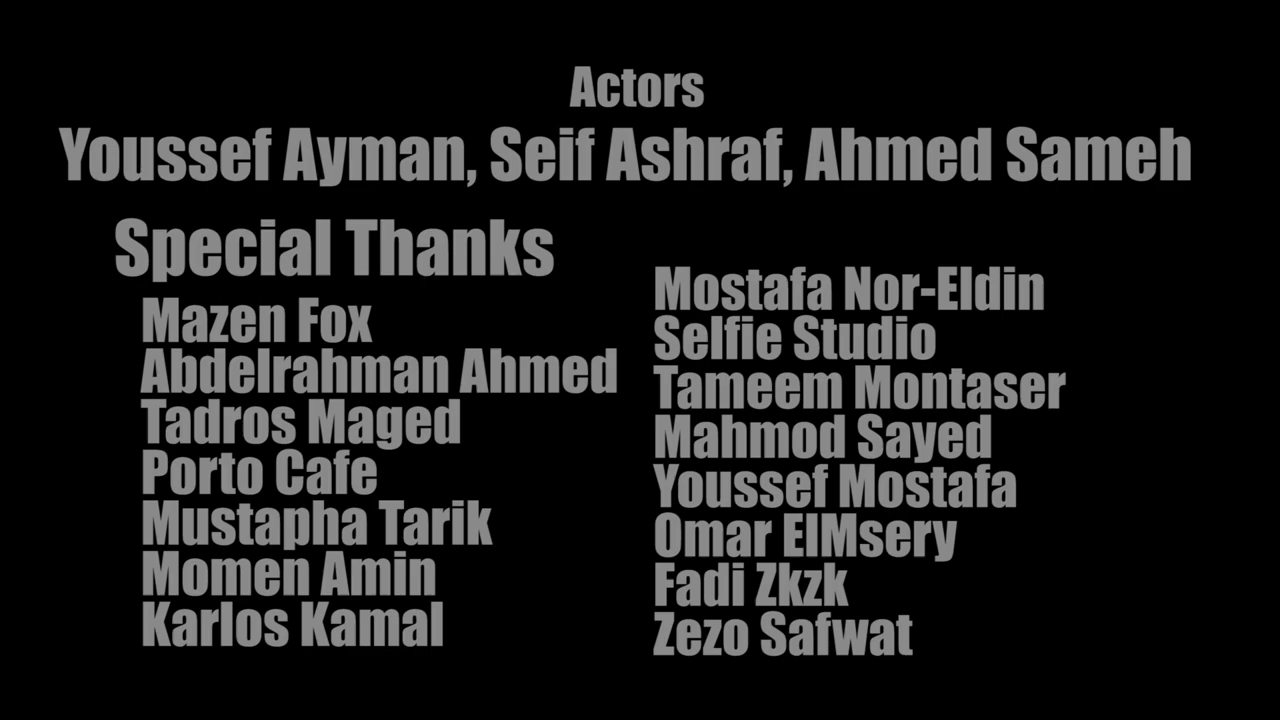 Actors
Youssef Ayman, Seif Ashraf, Ahmed Sameh
Special Thanks
Mazen Fox
Abdelrahman Ahmed
Tadros Maged
Porto Cafe
Mustapha Tarik
Momen Amin
Karlos Kamal
Mostafa Nor-Eldin
Selfie Studio
Tameem Montaser
Mahmod Sayed
Youssef Mostafa
Omar ElMsery
Fadi Zkzk
Zezo Safwat